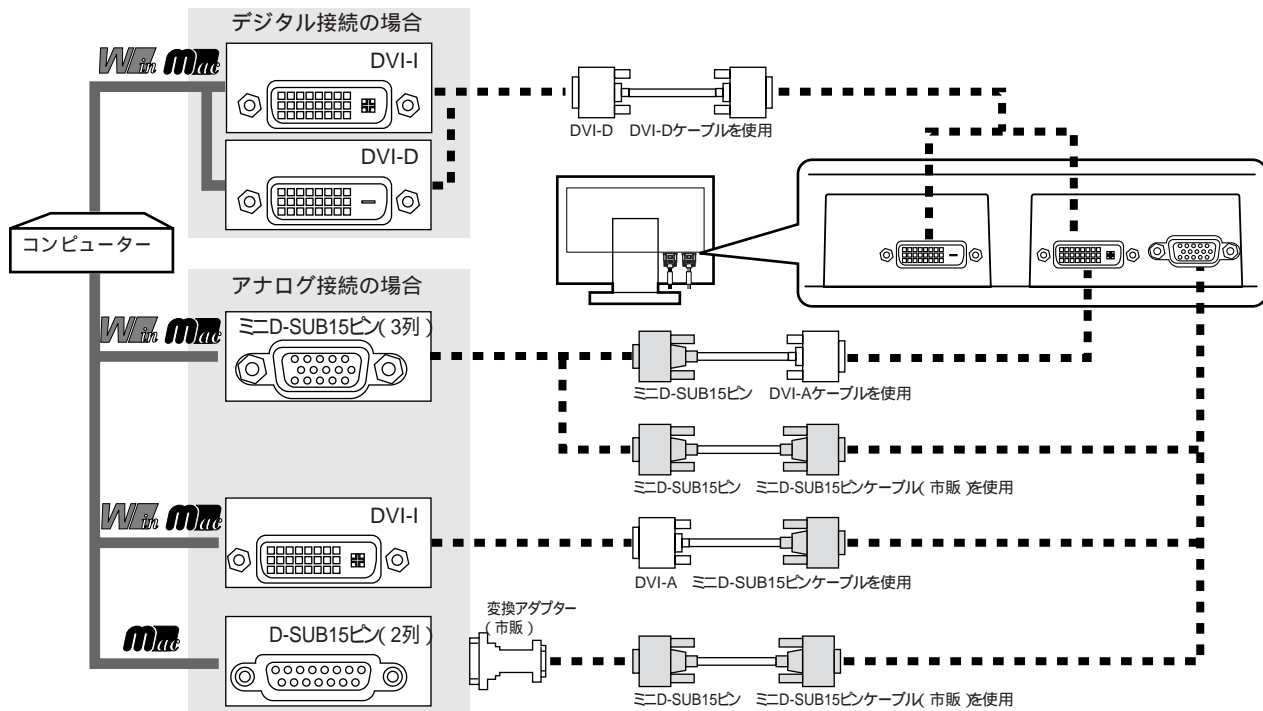 デジタル接続の場合
Win Mac
DVI-I
DVI-D
DVI-D DVI-Dケーブルを使用
コンピューター
アナログ接続の場合
Win Mac
ミニD-SUB15ピン(3列)
ミニD-SUB15ピン DVI-Aケーブルを使用
ミニD-SUB15ピン ミニD-SUB15ピンケーブル(市販)を使用
Win Mac
DVI-I
DVI-A ミニD-SUB15ピンケーブルを使用
Mac
D-SUB15ピン(2列)
変換アダプター
(市販)
ミニD-SUB15ピン ミニD-SUB15ピンケーブル(市販)を使用